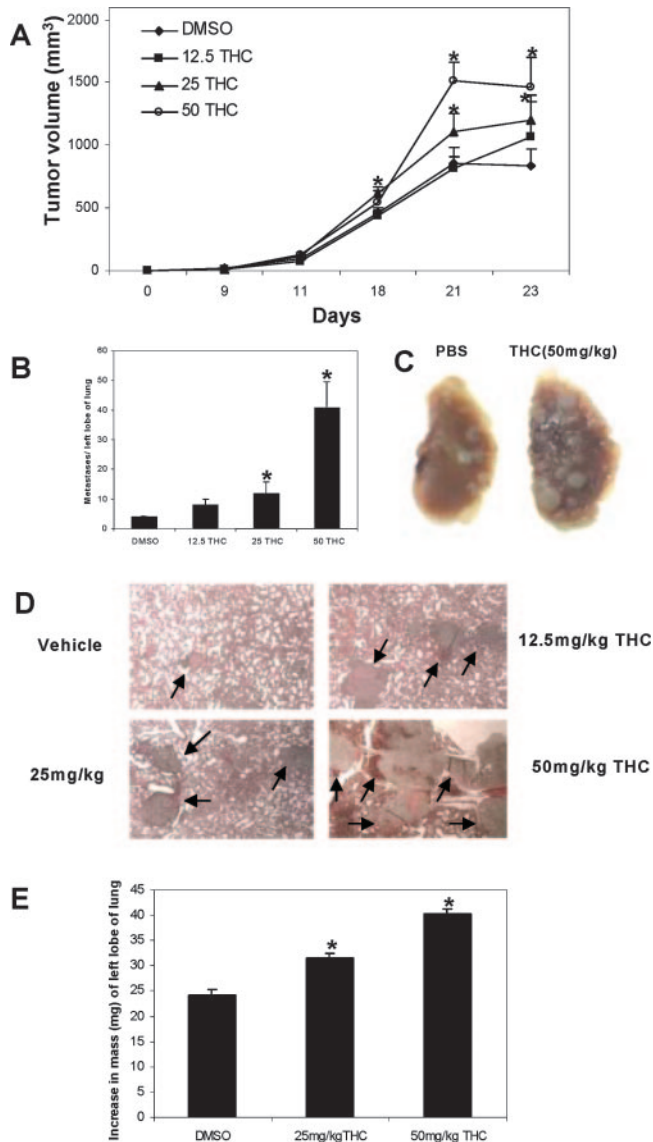 A
Tumor volume (mm³)
2000
1500
1000
500
0
DMSO
12.5 THC
25 THC
50 THC
*
*
*
*
*
0 9 11 18 21 23
Days
B
Metastases/ left lobe of lung
60
50
40
30
20
10
0
*
*
DMSO 12.5 THC 25 THC 50 THC
C
PBS THC(50mg/kg)
D
Vehicle
12.5mg/kg THC
25mg/kg
50mg/kg THC
E
Increase in mass (mg) of left lobe of lung
45
40
35
30
25
20
15
10
5
0
*
*
DMSO 25mg/kgTHC 50mg/kg THC